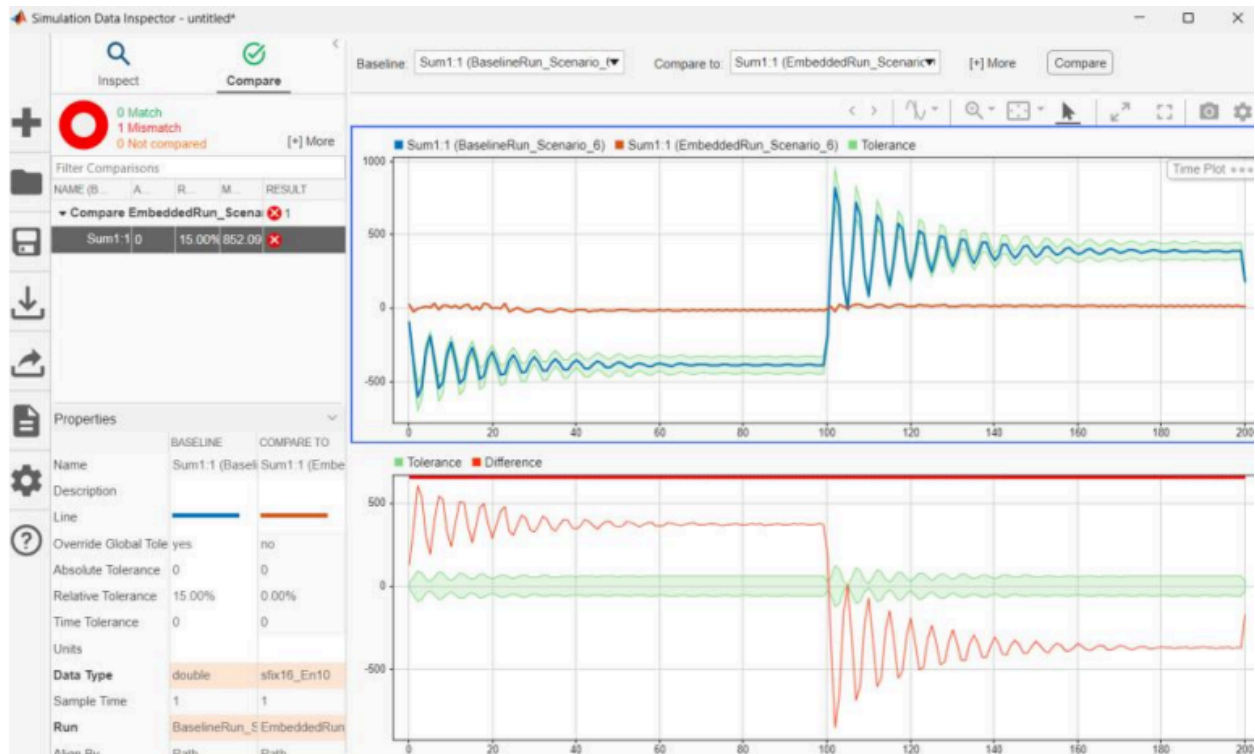 Simulation Data Inspector - untitled*
Inspect
Compare
0 Match
1 Mismatch
0 Not compared
[+] More
Filter Comparisons
NAME (B... A... R... M... RESULT
Compare EmbeddedRun_Scena 1
Sum1:1 0 15.00% 852.09
Properties
BASELINE COMPARE TO
Name Sum1:1 (Basel Sum1:1 (Embe
Description
Line
Override Global Tole yes no
Absolute Tolerance 0 0
Relative Tolerance 15.00% 0.00%
Time Tolerance 0 0
Units
Data Type double sfix16_En10
Sample Time 1 1
Run BaselineRun_S EmbeddedRun
Align By Path Path
Baseline: Sum1:1 (BaselineRun_Scenario_( Compare to: Sum1:1 (EmbeddedRun_Scenario [+] More Compare
Sum1:1 (BaselineRun_Scenario_6) Sum1:1 (EmbeddedRun_Scenario_6) Tolerance
Time Plot
1000
500
0
-500
0 20 40 60 80 100 120 140 160 180 200
Tolerance Difference
500
0
-500
0 20 40 60 80 100 120 140 160 180 200